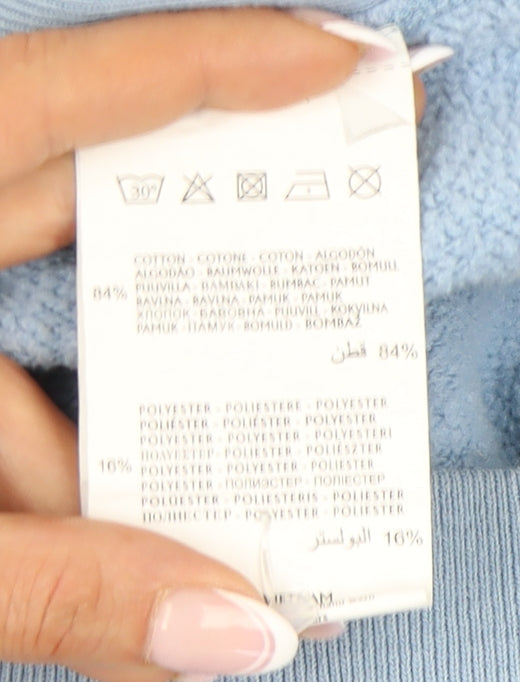 30°
COTTON - COTONE - COTON - ALGODÓN
ALGODÃO - BAUMWOLLE - KATOEN - BOMULL
84% PUUVILLA - BAMBAKI - BUMBAC - PAMUT
BAVLNA - BAVLNA - PAMUK - PAMUK
ХЛОПОК - БАВОВНА - PUUVILL - KOKVILNA
PAMUK - ПАМУК - BOMULD - BOMBAŽ
84% قطن
POLYESTER - POLIESTERE - POLYESTER
POLIÉSTER - POLIÉSTER - POLYESTER
POLYESTER - POLYESTER - POLYESTERI
ΠΟΛΥΕΣΤΕΡ - POLIESTER - POLIÉSZTER
16% POLYESTER - POLYESTER - POLIESTER
POLYESTER - ПОЛИЭСТЕР - ПОЛІЕСТЕР
POLÜESTER - POLIESTERIS - POLIESTER
ПОЛИЕСТЕР - POLYESTER - POLIESTER
16% البوليستر
VIETNAM